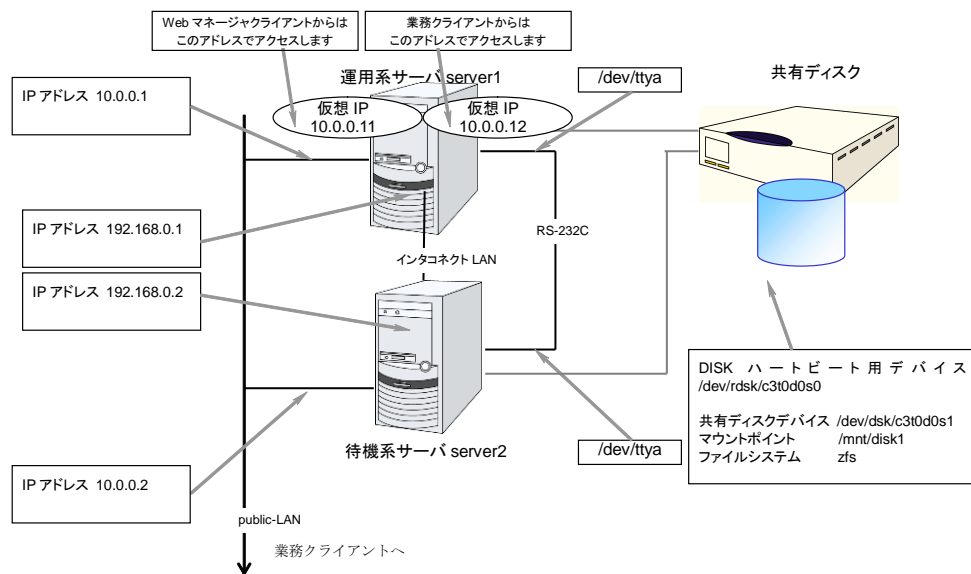 Web マネージャクライアントからは
このアドレスでアクセスします
業務クライアントからは
このアドレスでアクセスします
運用系サーバ server1
/dev/ttya
共有ディスク
IP アドレス 10.0.0.1
仮想 IP
10.0.0.11
仮想 IP
10.0.0.12
IP アドレス 192.168.0.1
RS-232C
インタコネクト LAN
IP アドレス 192.168.0.2
DISK ハートビート用デバイス
/dev/rdsk/c3t0d0s0
共有ディスクデバイス /dev/dsk/c3t0d0s1
マウントポイント /mnt/disk1
ファイルシステム zfs
待機系サーバ server2
/dev/ttya
IP アドレス 10.0.0.2
public-LAN
業務クライアントへ